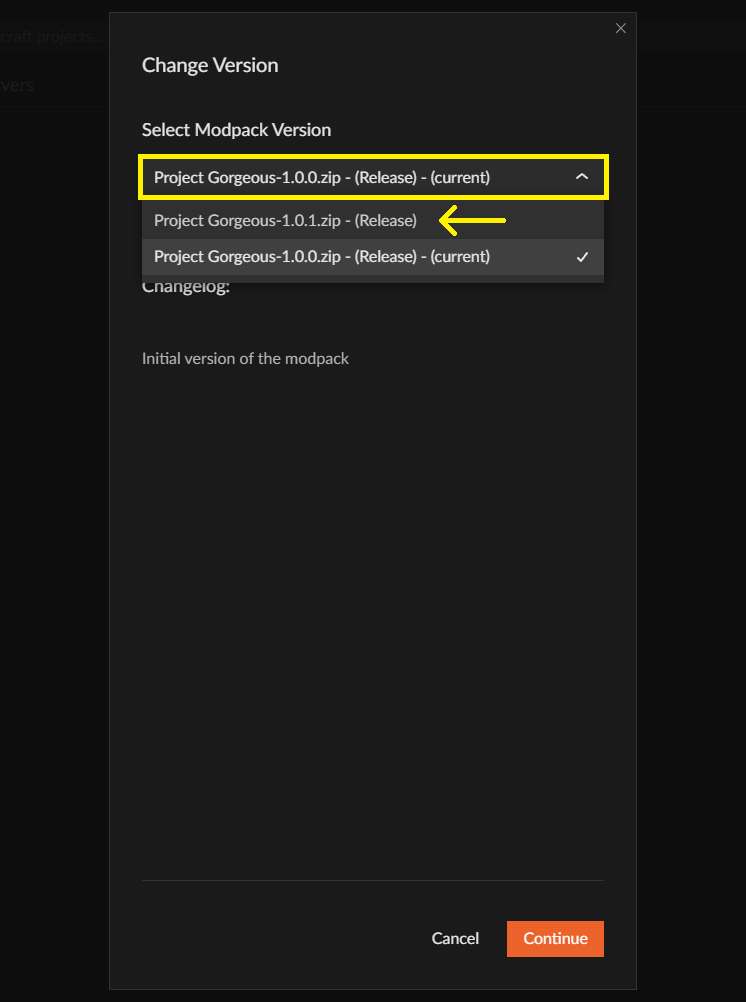 craft projects...
vers
Change Version
Select Modpack Version
Project Gorgeous-1.0.0.zip - (Release) - (current)
Project Gorgeous-1.0.1.zip - (Release)
Project Gorgeous-1.0.0.zip - (Release) - (current)
Changelog:
Initial version of the modpack
Cancel Continue